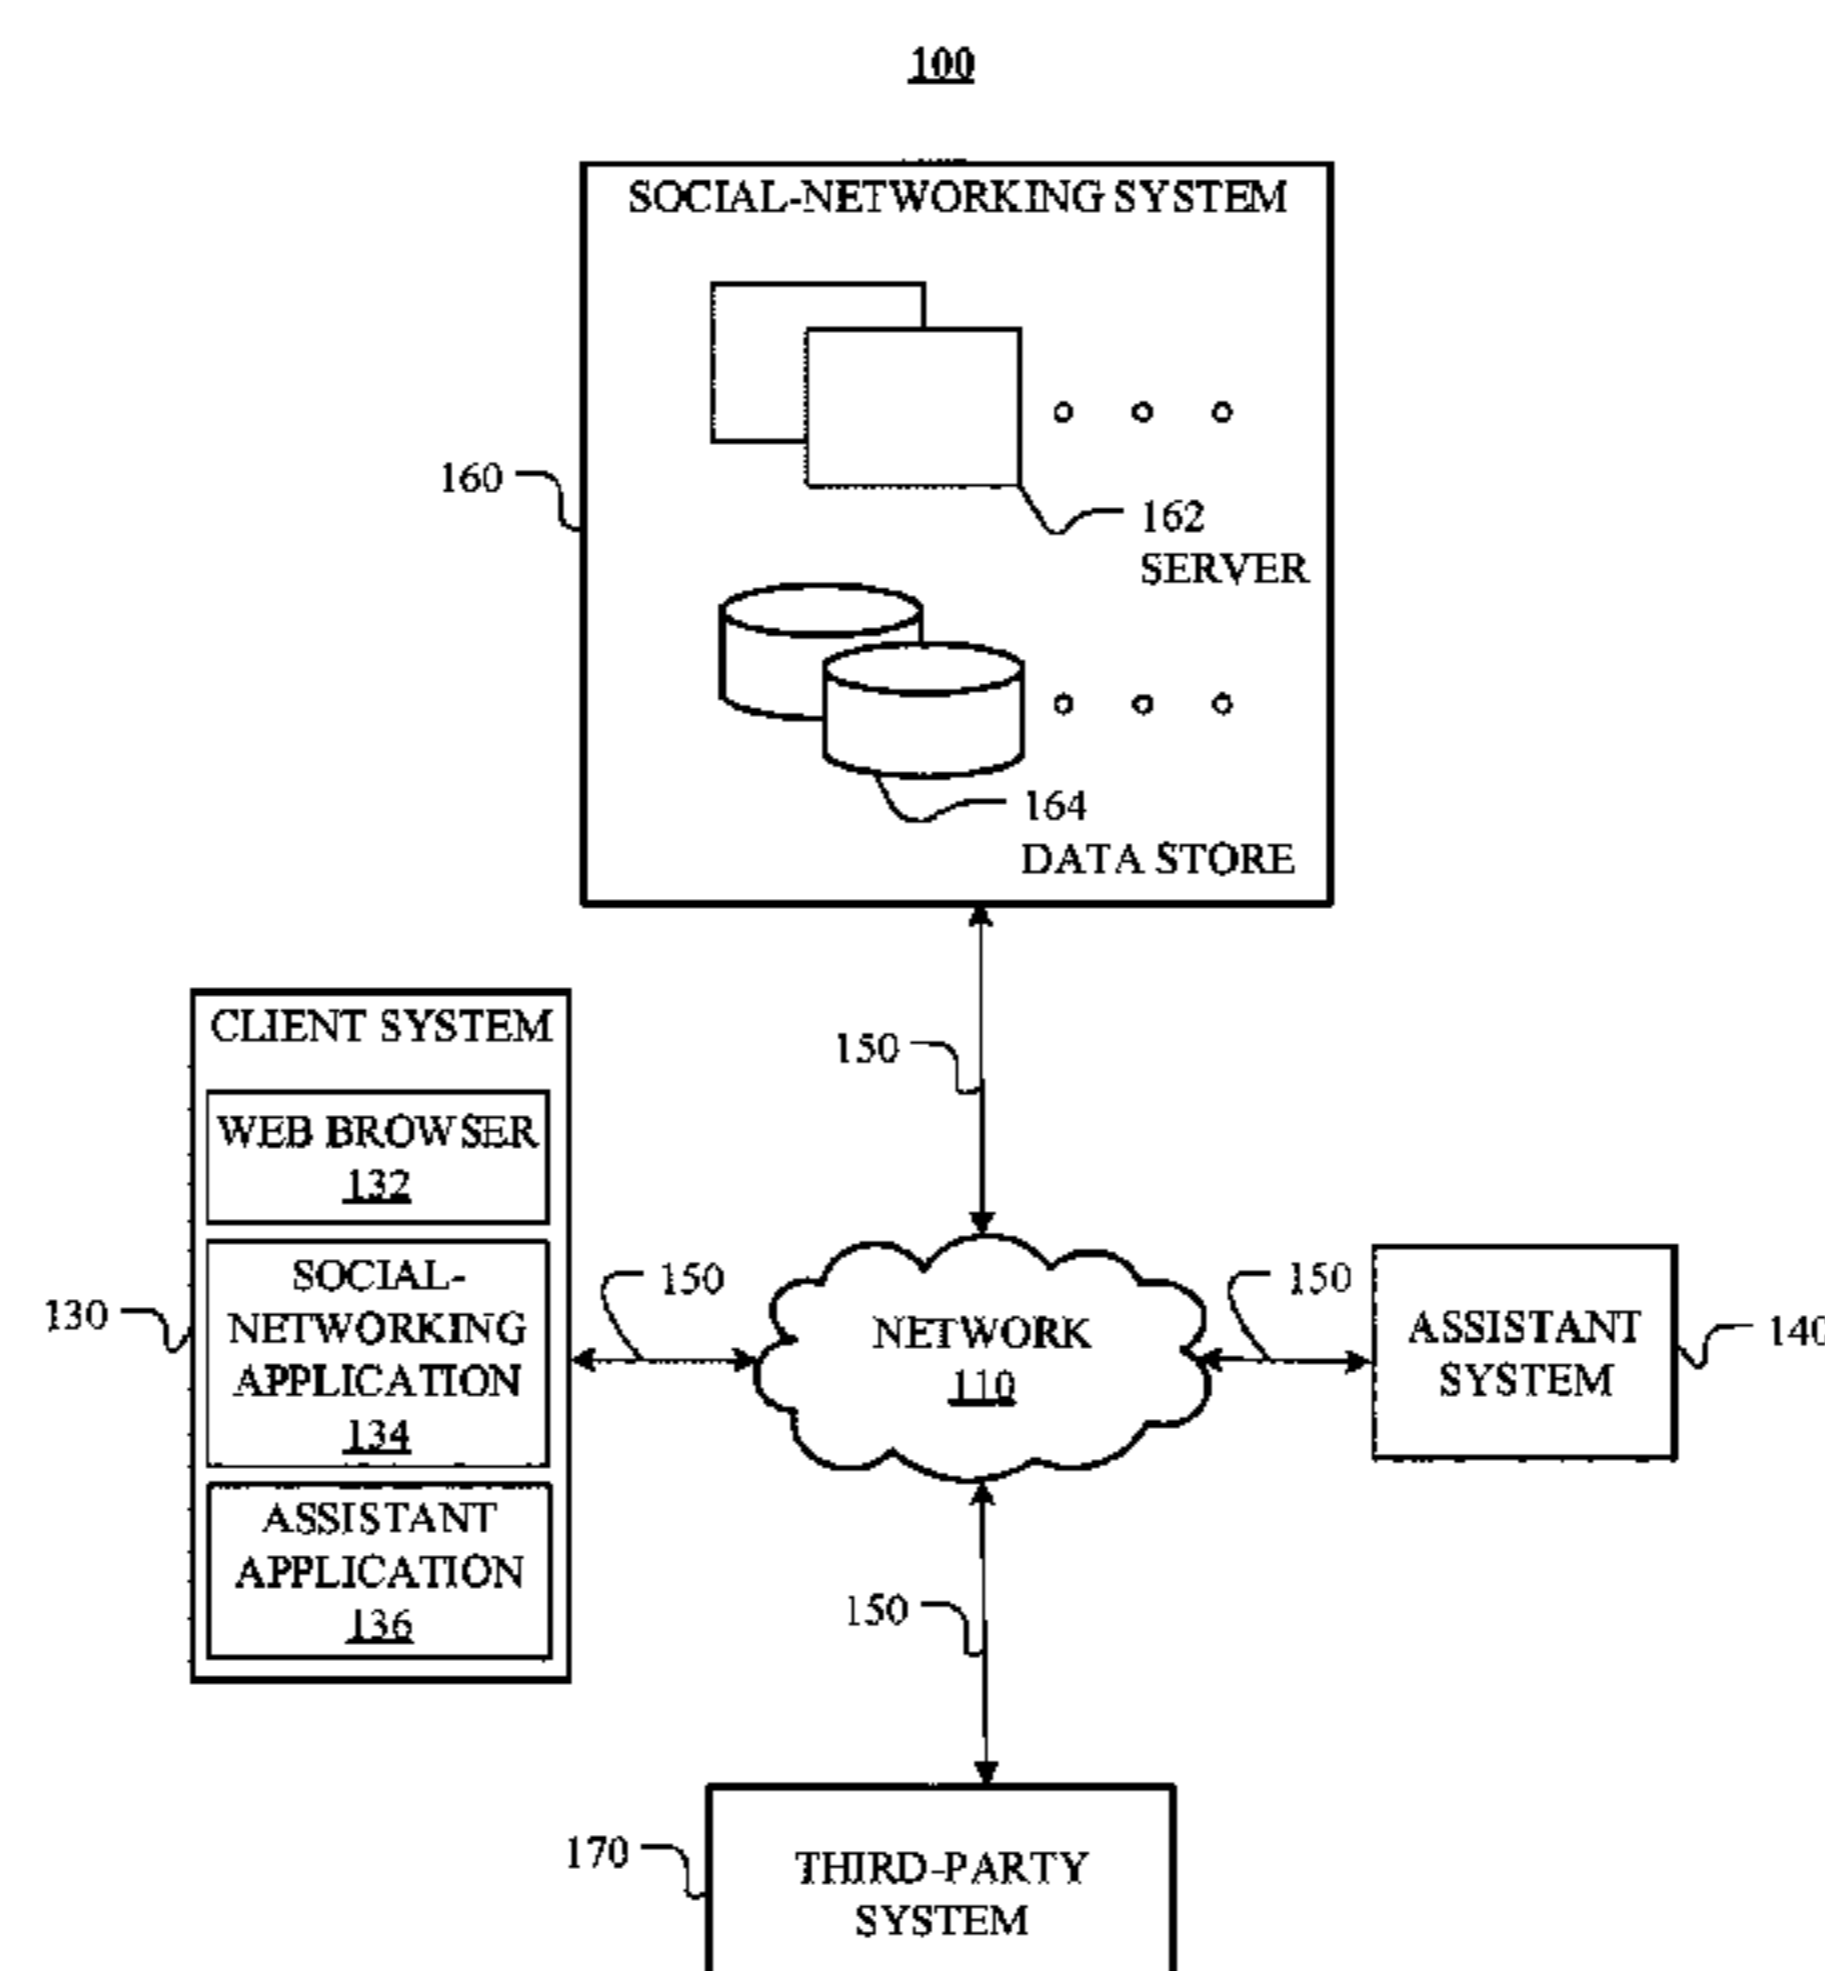 100
SOCIAL-NETWORKING SYSTEM
160
162
SERVER
164
DATA STORE
CLIENT SYSTEM
WEB BROWSER
132
SOCIAL-
NETWORKING
APPLICATION
134
ASSISTANT
APPLICATION
136
130
150
150
NETWORK
110
150
ASSISTANT
SYSTEM
140
150
170
THIRD-PARTY
SYSTEM